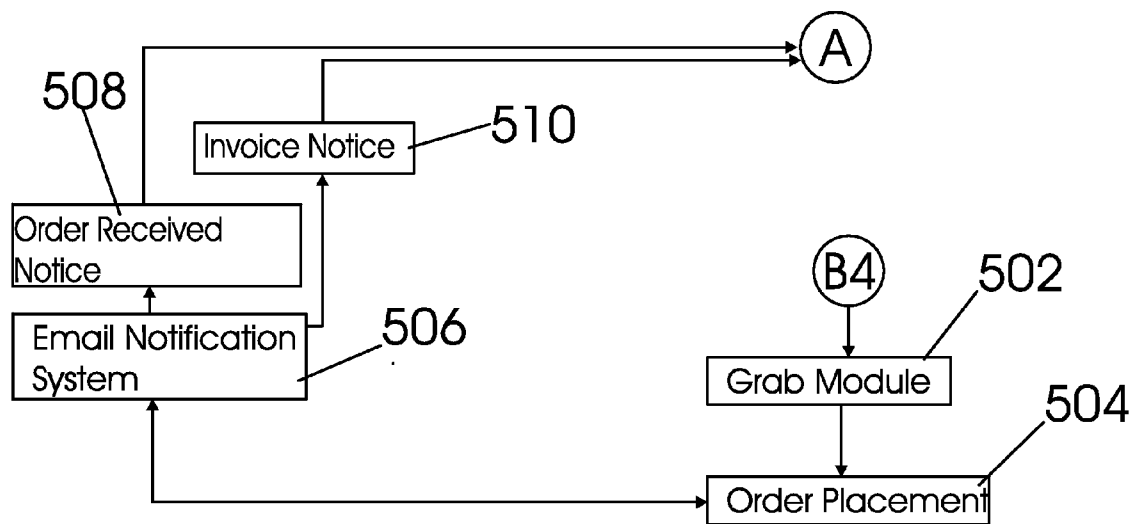 A
508
510
Invoice Notice
Order Received
Notice
B4
502
506
Email Notification
System
Grab Module
504
Order Placement